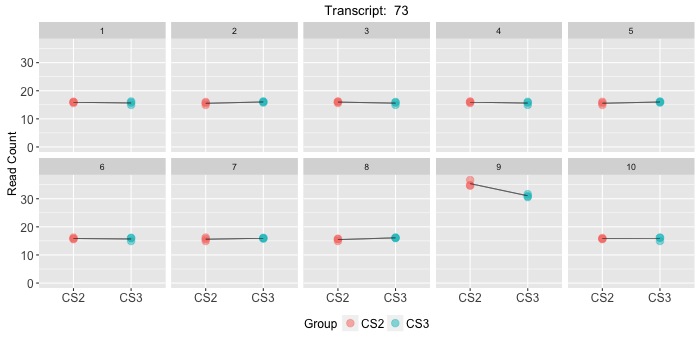 Transcript: 73
1 2 3 4 5
30
20
10
0
Read Count
6 7 8 9 10
30
20
10
0
CS2 CS3 CS2 CS3 CS2 CS3 CS2 CS3 CS2 CS3
Group CS2 CS3